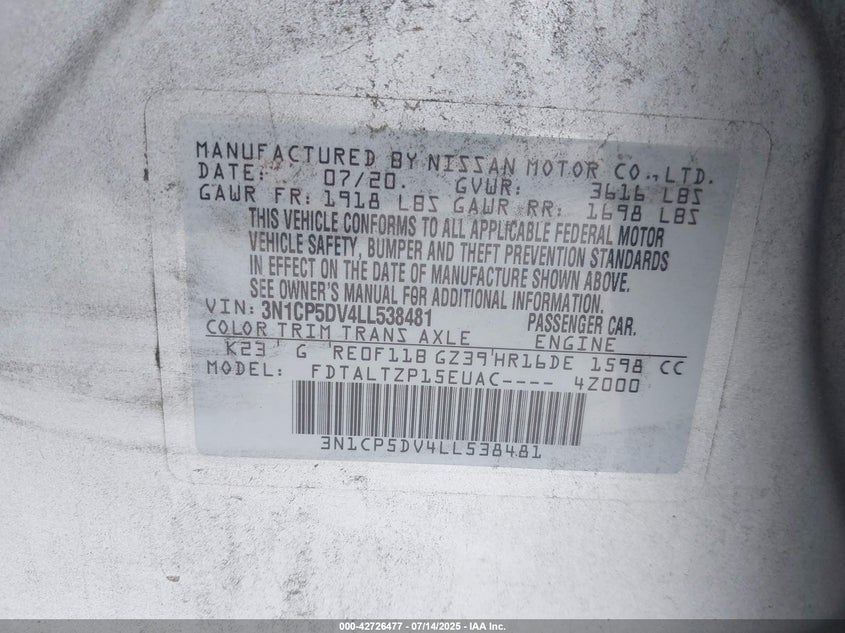 MANUFACTURED BY NISSAN MOTOR CO.,LTD.
DATE: 07/20. GVWR: 3616 LBS
GAWR FR: 1918 LBS GAWR RR: 1698 LBS
THIS VEHICLE CONFORMS TO ALL APPLICABLE FEDERAL MOTOR
VEHICLE SAFETY, BUMPER AND THEFT PREVENTION STANDARDS
IN EFFECT ON THE DATE OF MANUFACTURE SHOWN ABOVE.
SEE OWNER'S MANUAL FOR ADDITIONAL INFORMATION.
VIN: 3N1CP5DV4LL538481 PASSENGER CAR.
COLOR TRIM TRANS AXLE ENGINE
K23 G RE0F11B GZ39 HR16DE 1598 CC
MODEL: FDTALTZP15EUAC---- 4Z000
3N1CP5DV4LL538481
000-42726477 - 07/14/2025 - IAA Inc.